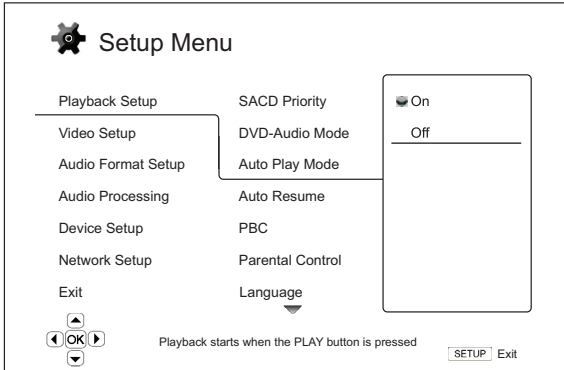 Setup Menu
Playback Setup
Video Setup
Audio Format Setup
Audio Processing
Device Setup
Network Setup
Exit
SACD Priority
DVD-Audio Mode
Auto Play Mode
Auto Resume
PBC
Parental Control
Language
On
Off
OK
Playback starts when the PLAY button is pressed
SETUP Exit